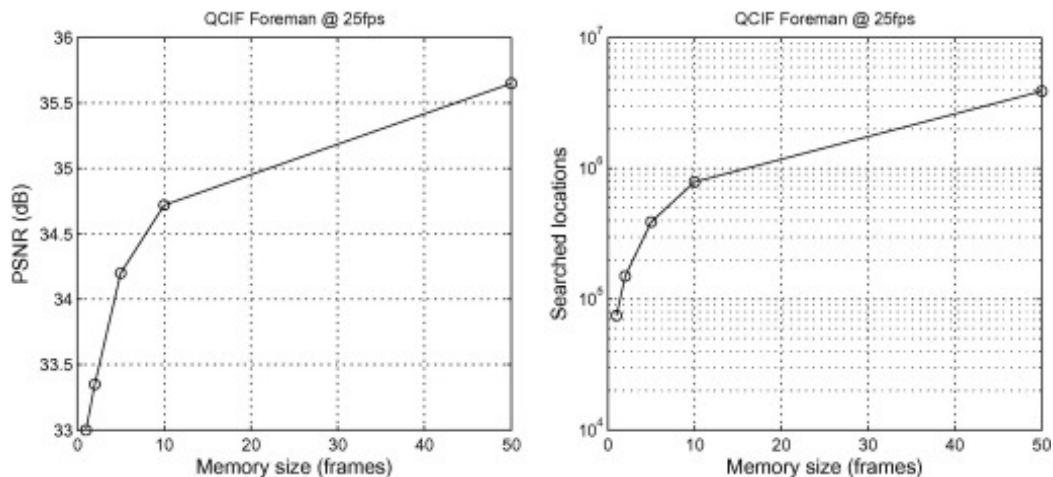 QCIF Foreman @ 25fps
36
35.5
35
34.5
34
33.5
33
0 10 20 30 40 50
PSNR (dB)
Memory size (frames)
QCIF Foreman @ 25fps
10^7
10^6
10^5
10^4
0 10 20 30 40 50
Searched locations
Memory size (frames)